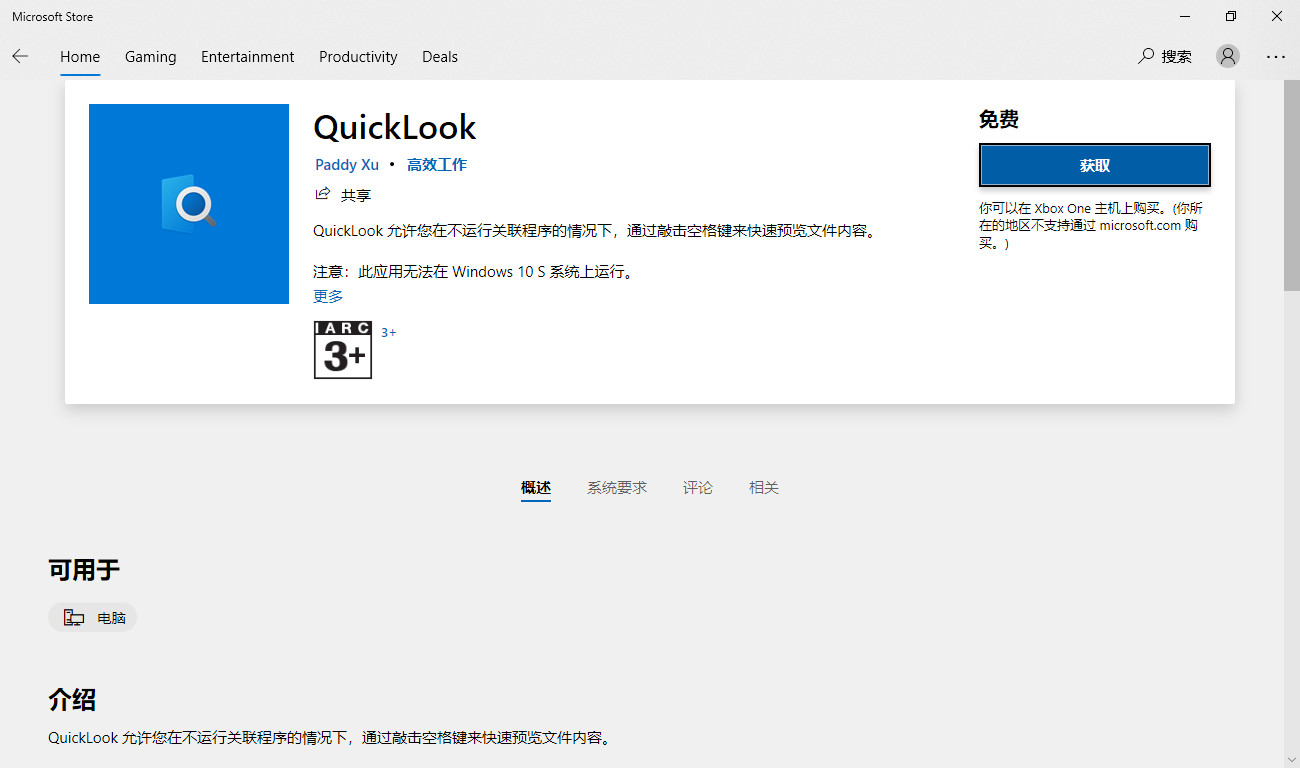 Microsoft Store
Home Gaming Entertainment Productivity Deals 搜索
QuickLook
Paddy Xu • 高效工作
共享
QuickLook 允许您在不运行关联程序的情况下，通过敲击空格键来快速预览文件内容。
注意：此应用无法在 Windows 10 S 系统上运行。
更多
IARC
3+
3+
免费
获取
你可以在 Xbox One 主机上购买。(你所
在的地区不支持通过 microsoft.com 购
买。)
概述 系统要求 评论 相关
可用于
电脑
介绍
QuickLook 允许您在不运行关联程序的情况下，通过敲击空格键来快速预览文件内容。